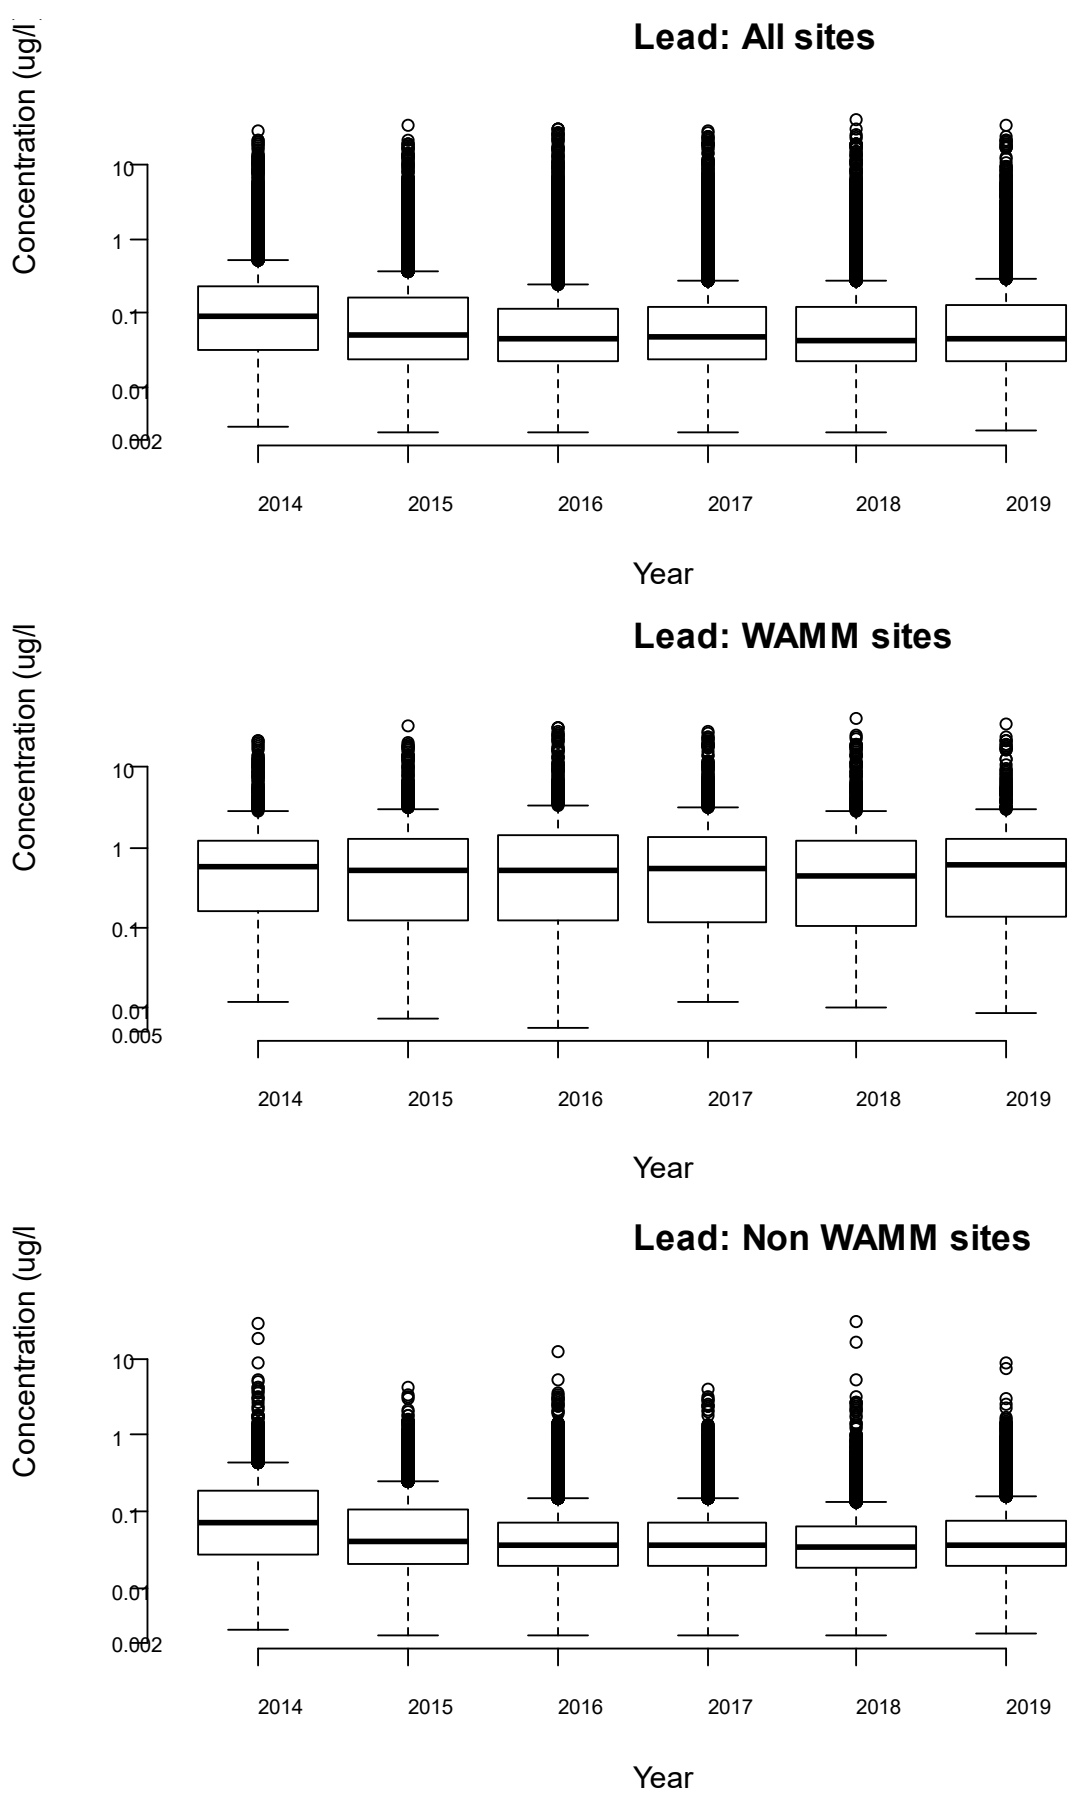 Lead: All sites
Concentration (ug/l
10
1
0.1
0.01
0.002
2014 2015 2016 2017 2018 2019
Year
Lead: WAMM sites
Concentration (ug/l
10
1
0.1
0.01
0.005
2014 2015 2016 2017 2018 2019
Year
Lead: Non WAMM sites
Concentration (ug/l
10
1
0.1
0.01
0.002
2014 2015 2016 2017 2018 2019
Year